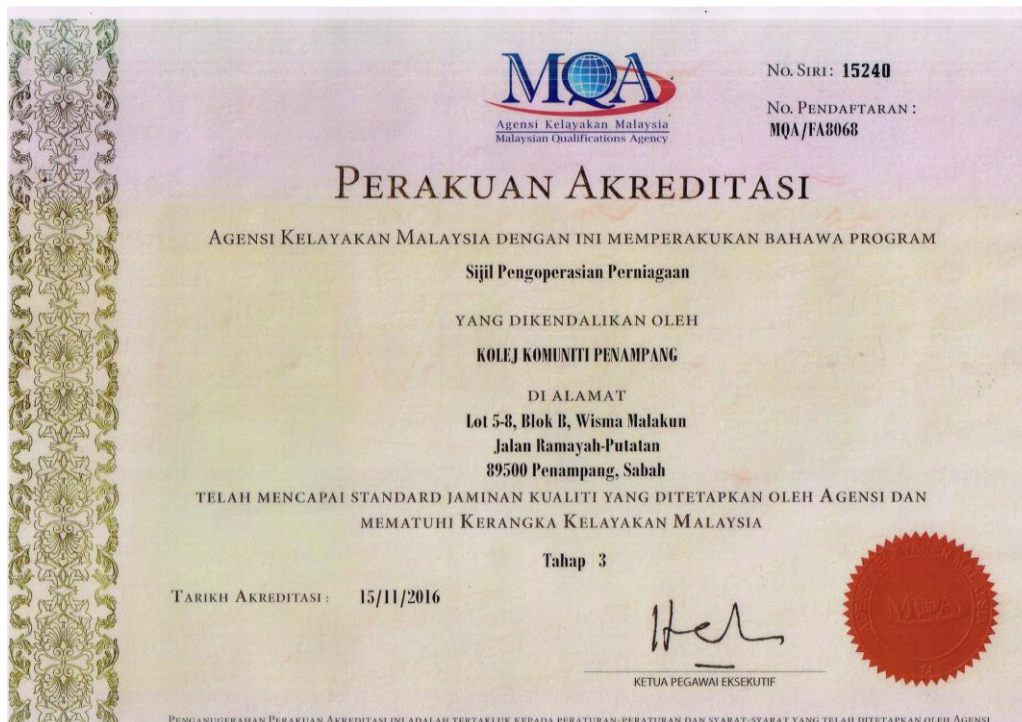 MQA
Agensi Kelayakan Malaysia
Malaysian Qualifications Agency
No. Siri: 15240
No. Pendaftaran :
MQA/FA8068
Perakuan Akreditasi
Agensi Kelayakan Malaysia dengan ini memperakukan bahawa program
Sijil Pengoperasian Perniagaan
yang dikendalikan oleh
KOLEJ KOMUNITI PENAMPANG
di alamat
Lot 5-8, Blok B, Wisma Malakun
Jalan Ramayah-Putatan
89500 Penampang, Sabah
telah mencapai standard jaminan kualiti yang ditetapkan oleh Agensi dan
mematuhi Kerangka Kelayakan Malaysia
Tahap 3
Tarikh Akreditasi : 15/11/2016
KETUA PEGAWAI EKSEKUTIF
MQA
Penganugerahan Perakuan Akreditasi ini adalah tertakluk kepada peraturan-peraturan dan syarat-syarat yang telah ditetapkan oleh Agensi